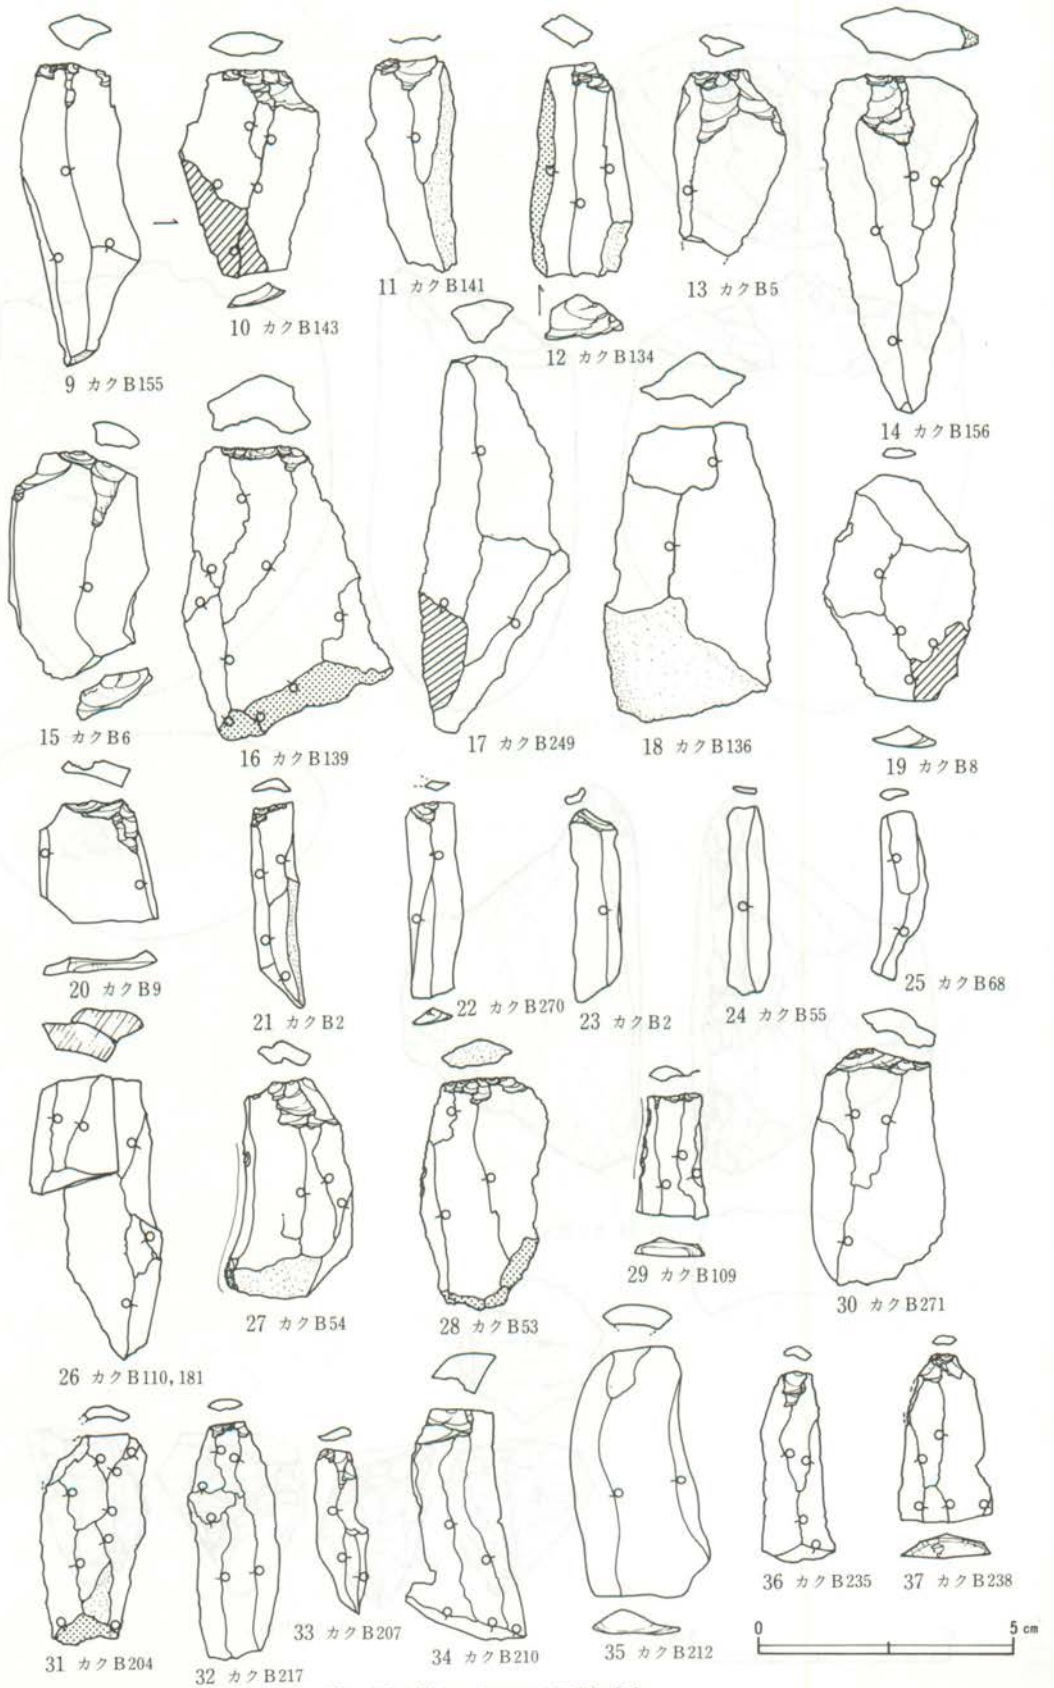 9 カクB155
10 カクB143
11 カクB141
12 カクB134
13 カクB5
14 カクB156
15 カクB6
16 カクB139
17 カクB249
18 カクB136
19 カクB8
20 カクB9
21 カクB2
22 カクB270
23 カクB2
24 カクB55
25 カクB68
26 カクB110,181
27 カクB54
28 カクB53
29 カクB109
30 カクB271
31 カクB204
32 カクB217
33 カクB207
34 カクB210
35 カクB212
36 カクB235
37 カクB238
0 5cm